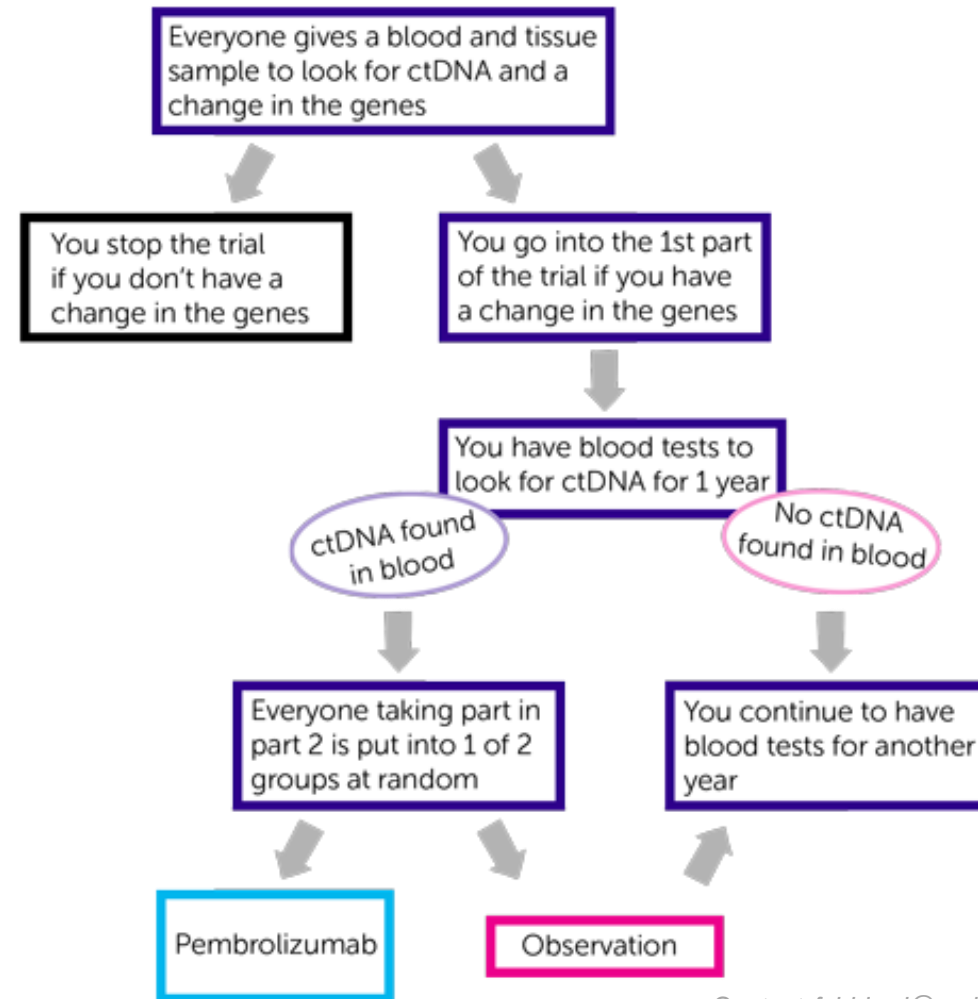 Everyone gives a blood and tissue
sample to look for ctDNA and a
change in the genes
You stop the trial
if you don't have a
change in the genes
You go into the 1st part
of the trial if you have
a change in the genes
You have blood tests to
look for ctDNA for 1 year
ctDNA found
in blood
No ctDNA
found in blood
Everyone taking part in
part 2 is put into 1 of 2
groups at random
You continue to have
blood tests for another
year
Pembrolizumab
Observation